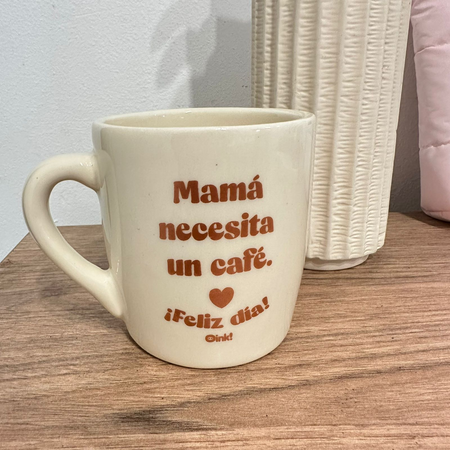 Mamá
necesita
un café.
¡Feliz día!
Oink!